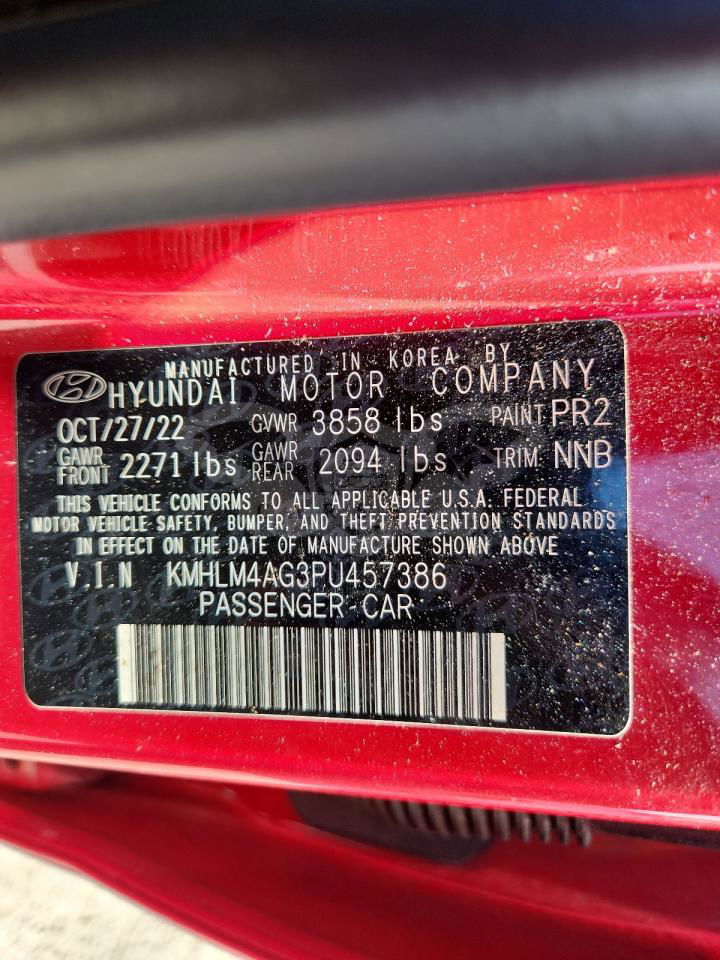 MANUFACTURED IN KOREA BY
HYUNDAI MOTOR COMPANY
OCT/27/22 GVWR 3858 lbs PAINT PR2
GAWR FRONT 2271 lbs GAWR REAR 2094 lbs TRIM NNB
THIS VEHICLE CONFORMS TO ALL APPLICABLE U.S.A. FEDERAL
MOTOR VEHICLE SAFETY, BUMPER, AND THEFT PREVENTION STANDARDS
IN EFFECT ON THE DATE OF MANUFACTURE SHOWN ABOVE
V.I.N KMHLM4AG3PU457386
PASSENGER-CAR